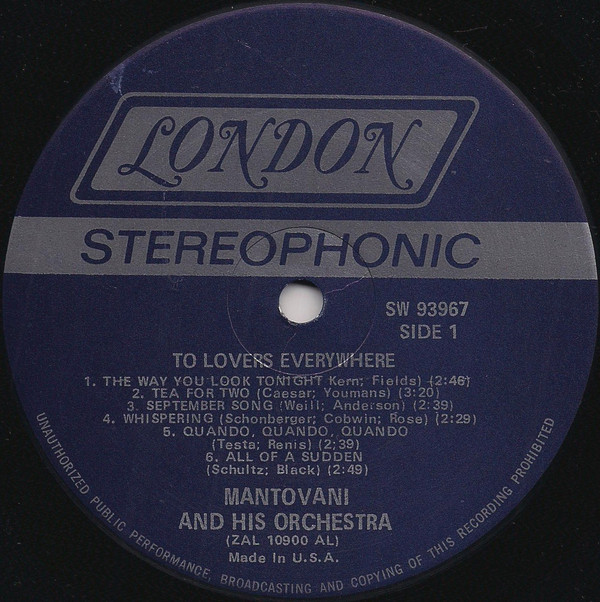 LONDON
STEREOPHONIC
SW 93967
SIDE 1
TO LOVERS EVERYWHERE
1. THE WAY YOU LOOK TONIGHT Kern; Fields) (2:46)
2. TEA FOR TWO (Caesar; Youmans) (3:20)
3. SEPTEMBER SONG (Weill; Anderson) (2:39)
4. WHISPERING (Schonberger; Cobwin; Rose) (2:29)
5. QUANDO, QUANDO, QUANDO
(Testa; Renis) (2;39)
6. ALL OF A SUDDEN
(Schultz; Black) (2:49)
MANTOVANI
AND HIS ORCHESTRA
(ZAL 10900 AL)
Made In U.S.A.
UNAUTHORIZED PUBLIC PERFORMANCE, BROADCASTING AND COPYING OF THIS RECORDING PROHIBITED